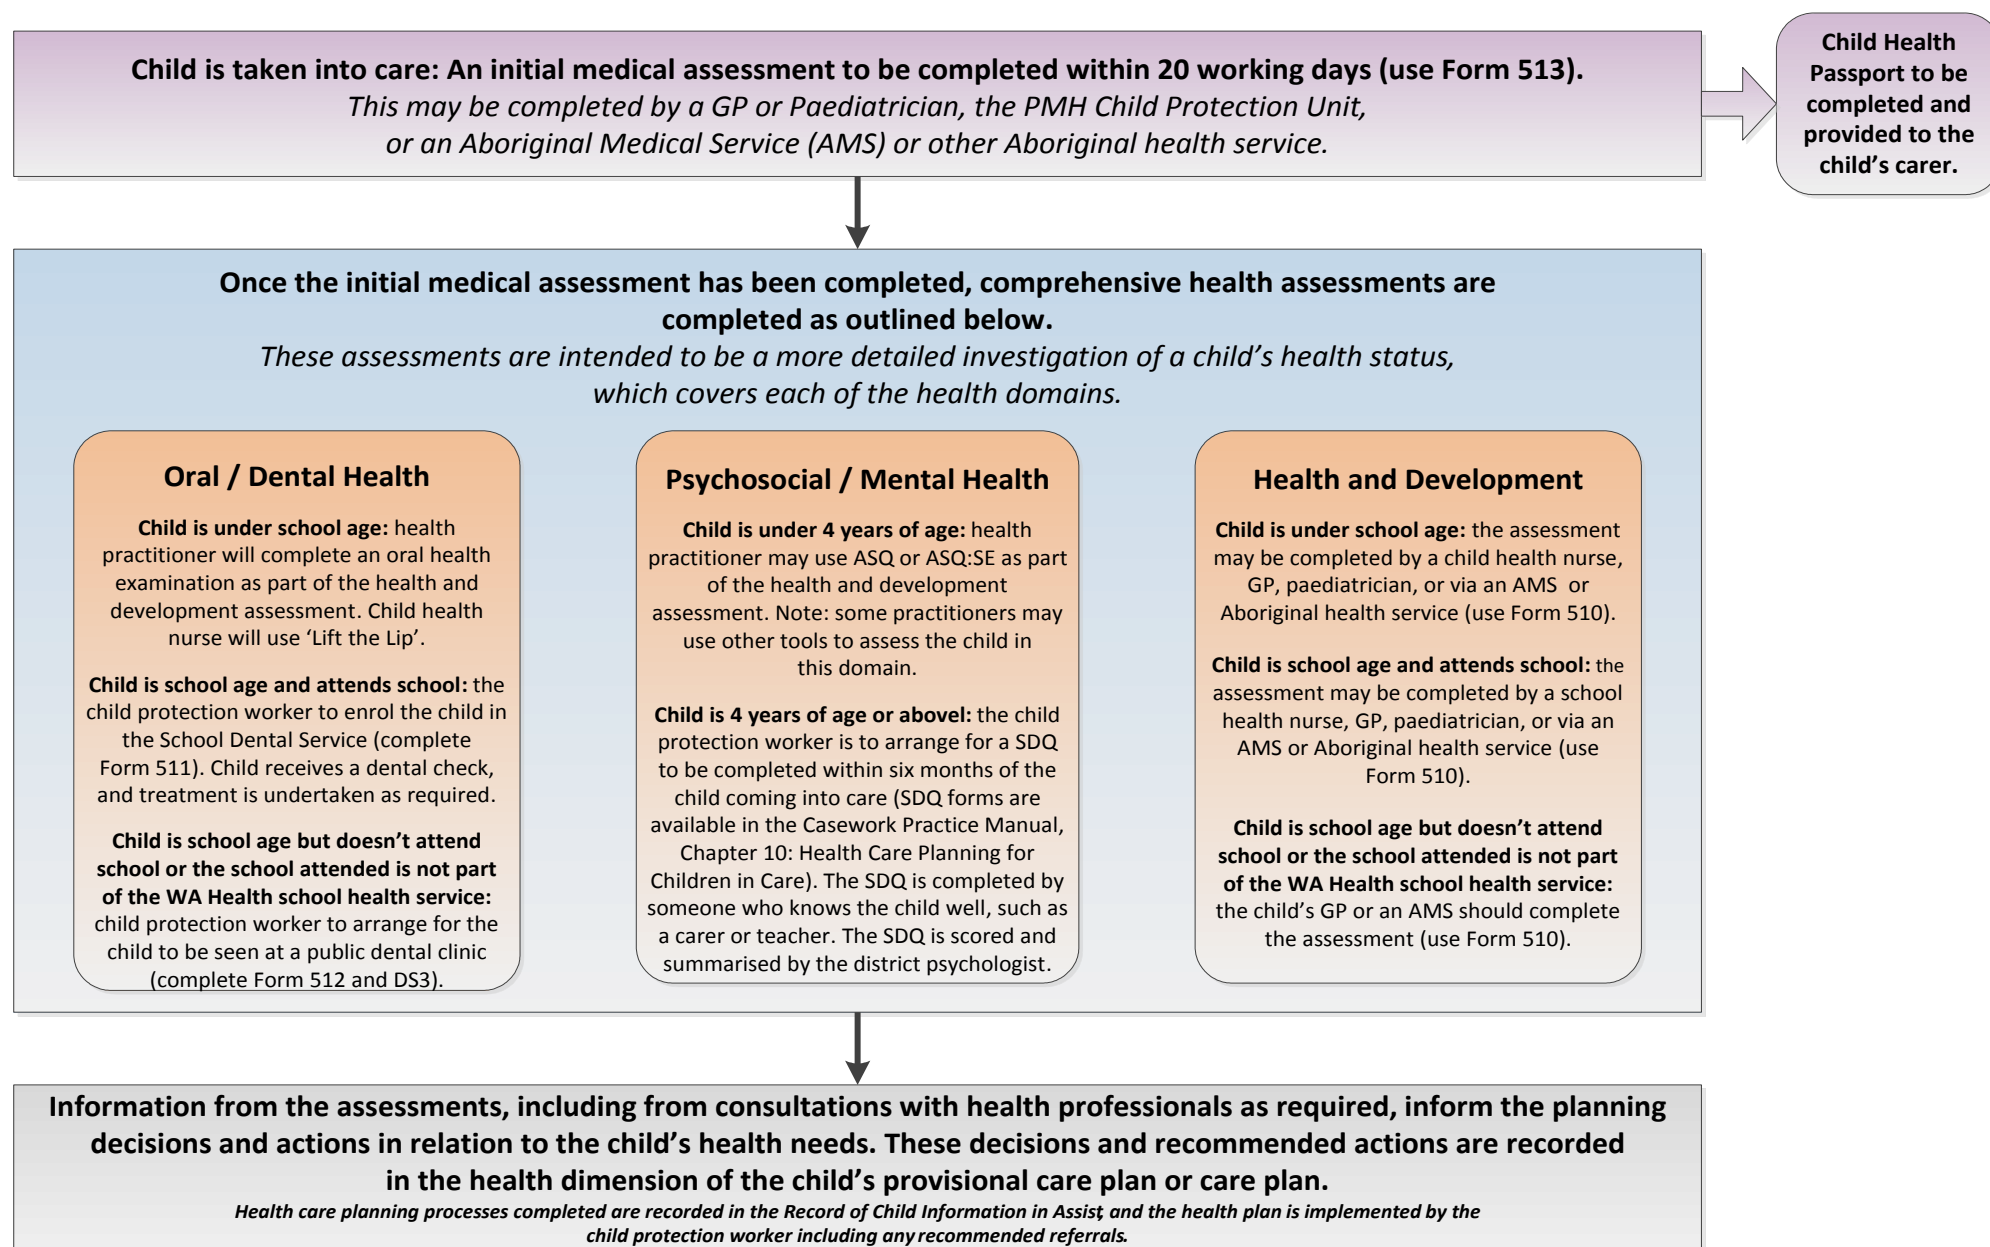 Child is taken into care: An initial medical assessment to be completed within 20 working days (use Form 513).
This may be completed by a GP or Paediatrician, the PMH Child Protection Unit,
or an Aboriginal Medical Service (AMS) or other Aboriginal health service.
Child Health
Passport to be
completed and
provided to the
child’s carer.
Once the initial medical assessment has been completed, comprehensive health assessments are
completed as outlined below.
These assessments are intended to be a more detailed investigation of a child’s health status,
which covers each of the health domains.
Oral / Dental Health
Child is under school age: health
practitioner will complete an oral health
examination as part of the health and
development assessment. Child health
nurse will use ‘Lift the Lip’.
Child is school age and attends school: the
child protection worker to enrol the child in
the School Dental Service (complete
Form 511). Child receives a dental check,
and treatment is undertaken as required.
Child is school age but doesn’t attend
school or the school attended is not part
of the WA Health school health service:
child protection worker to arrange for the
child to be seen at a public dental clinic
(complete Form 512 and DS3).
Psychosocial / Mental Health
Child is under 4 years of age: health
practitioner may use ASQ or ASQ:SE as part
of the health and development
assessment. Note: some practitioners may
use other tools to assess the child in
this domain.
Child is 4 years of age or abovel: the child
protection worker is to arrange for a SDQ
to be completed within six months of the
child coming into care (SDQ forms are
available in the Casework Practice Manual,
Chapter 10: Health Care Planning for
Children in Care). The SDQ is completed by
someone who knows the child well, such as
a carer or teacher. The SDQ is scored and
summarised by the district psychologist.
Health and Development
Child is under school age: the assessment
may be completed by a child health nurse,
GP, paediatrician, or via an AMS or
Aboriginal health service (use Form 510).
Child is school age and attends school: the
assessment may be completed by a school
health nurse, GP, paediatrician, or via an
AMS or Aboriginal health service (use
Form 510).
Child is school age but doesn’t attend
school or the school attended is not part
of the WA Health school health service:
the child’s GP or an AMS should complete
the assessment (use Form 510).
Information from the assessments, including from consultations with health professionals as required, inform the planning
decisions and actions in relation to the child’s health needs. These decisions and recommended actions are recorded
in the health dimension of the child’s provisional care plan or care plan.
Health care planning processes completed are recorded in the Record of Child Information in Assist, and the health plan is implemented by the
child protection worker including any recommended referrals.